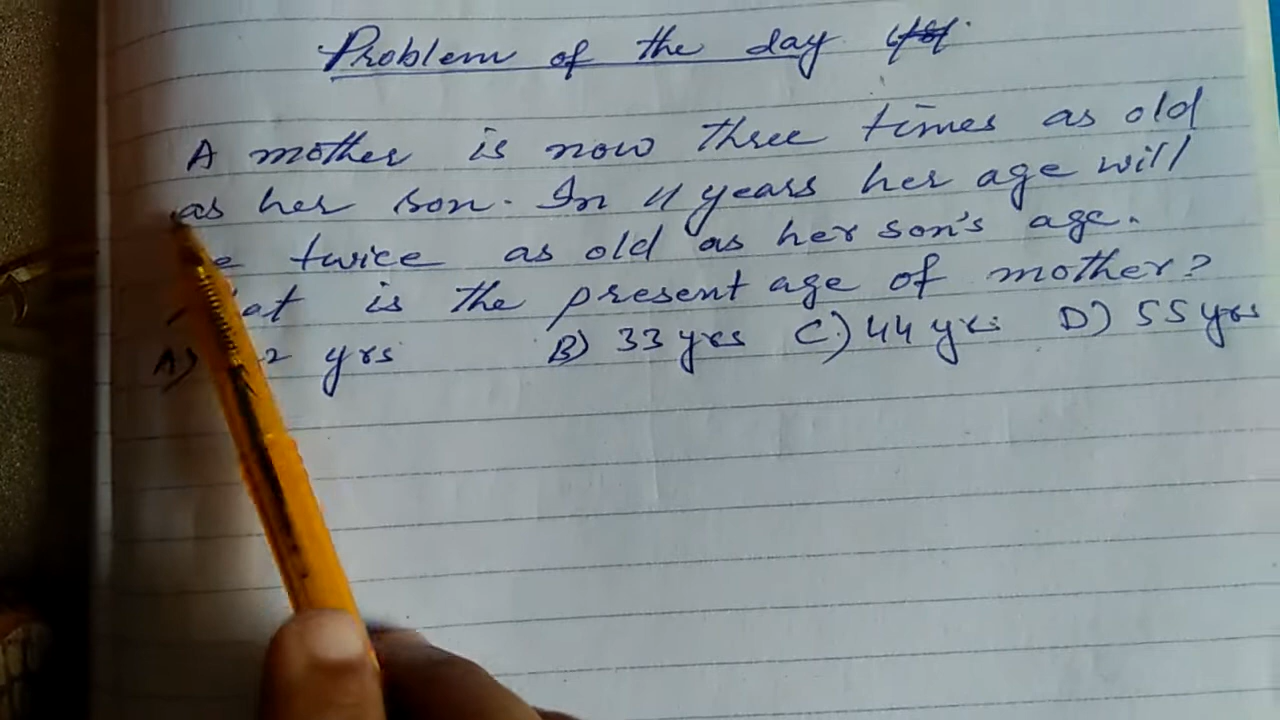 Problem of the day
A mother is now three times as old
as her son. In 11 years her age will
twice as old as her son's age.
is the present age of mother?
A) yrs B) 33 yrs C) 44 yrs D) 55 yrs